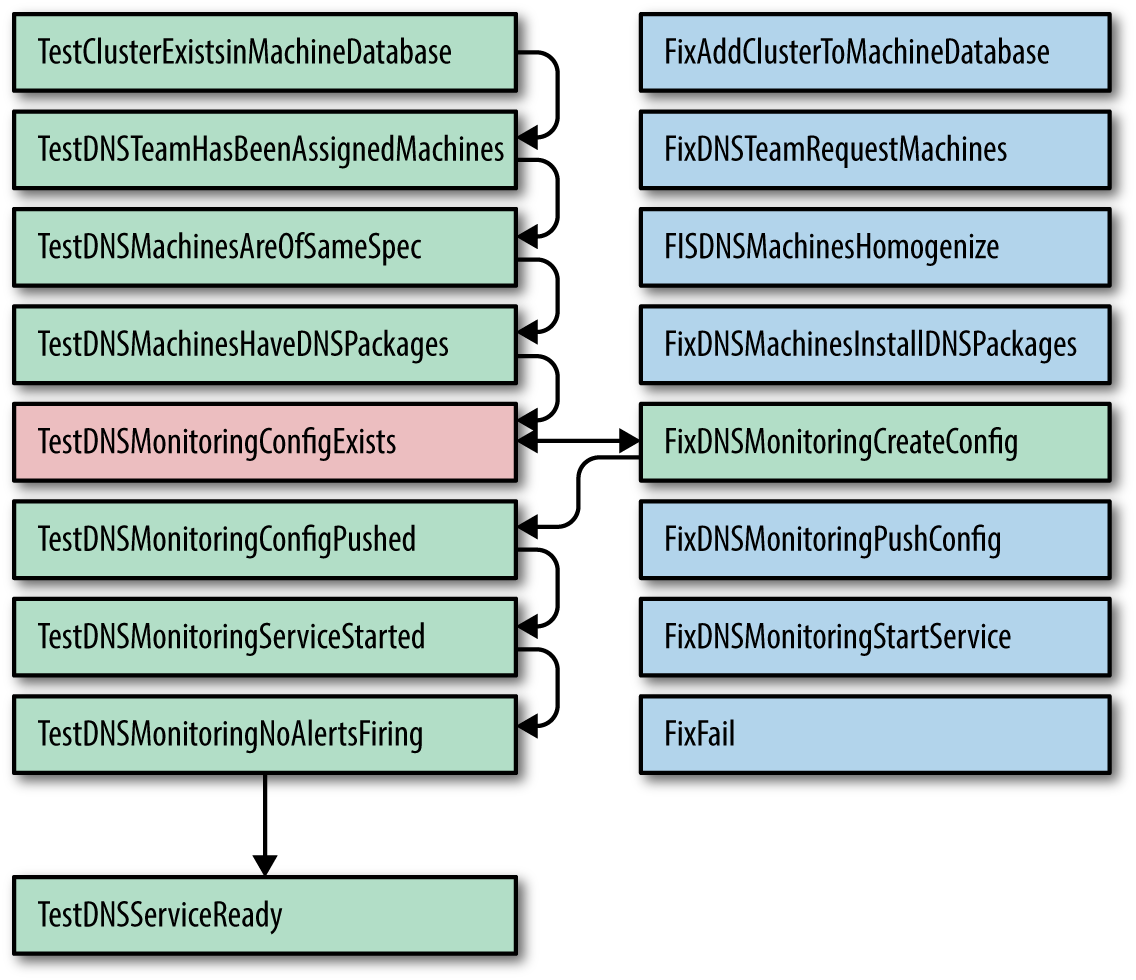 TestClusterExistsinMachineDatabase
FixAddClusterToMachineDatabase
TestDNSTeamHasBeenAssignedMachines
FixDNSTeamRequestMachines
TestDNSMachinesAreOfSameSpec
FISDNSMachinesHomogenize
TestDNSMachinesHaveDNSPackages
FixDNSMachinesInstallDNSPackages
TestDNSMonitoringConfigExists
FixDNSMonitoringCreateConfig
TestDNSMonitoringConfigPushed
FixDNSMonitoringPushConfig
TestDNSMonitoringServiceStarted
FixDNSMonitoringStartService
TestDNSMonitoringNoAlertsFiring
FixFail
TestDNSServiceReady